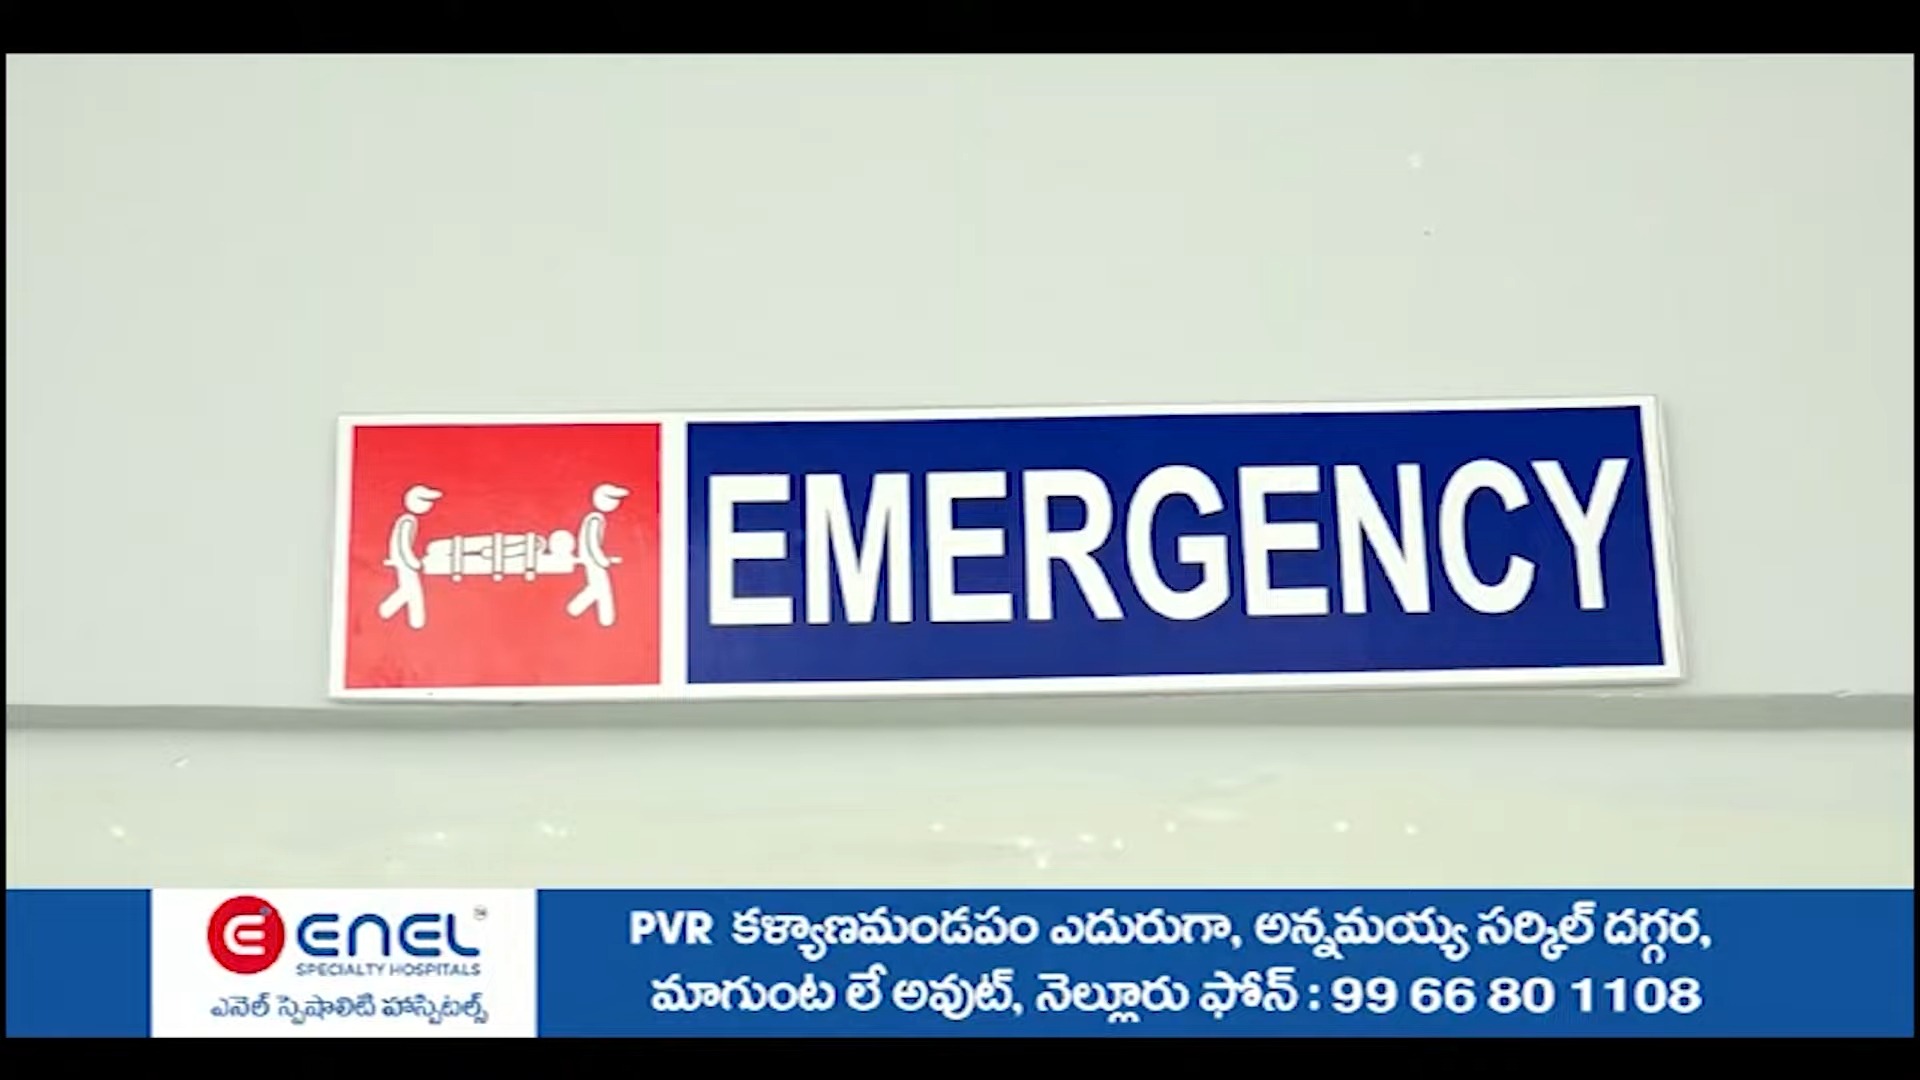 EMERGENCY
ENEL
SPECIALTY HOSPITALS
ఎనెల్ స్పెషాలిటి హాస్పిటల్స్
PVR కళ్యాణమండపం ఎదురుగా, అన్నమయ్య సర్కిల్ దగ్గర,
మాగుంట లే అవుట్, నెల్లూరు ఫోన్ : 99 66 80 1108